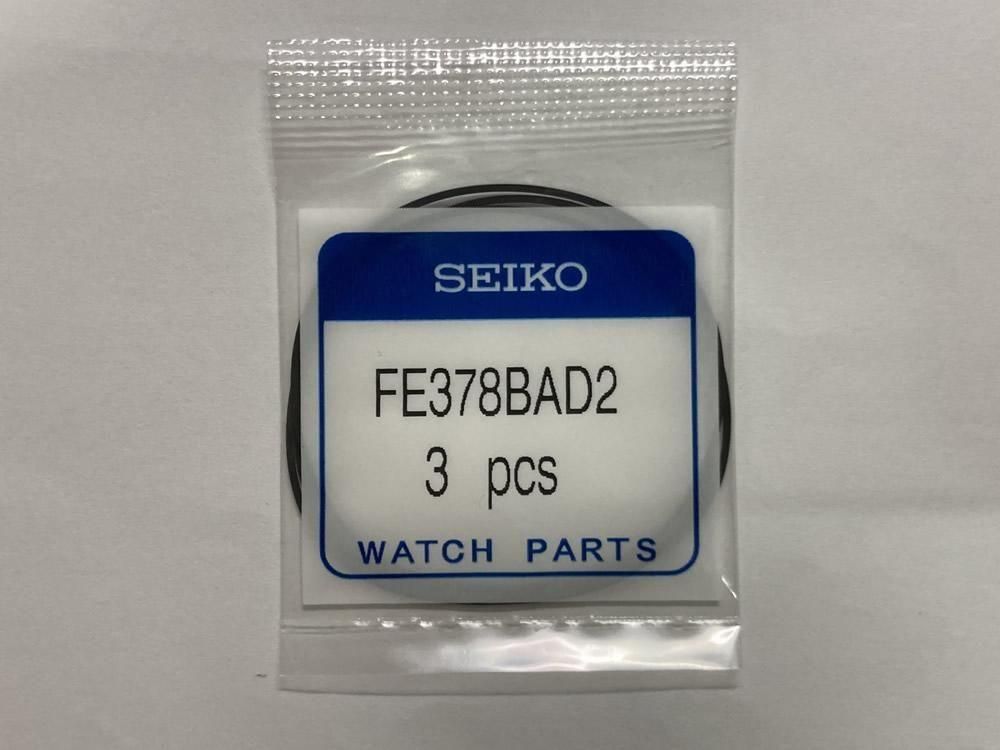 SEIKO
FE378BAD2
3 pcs
WATCH PARTS